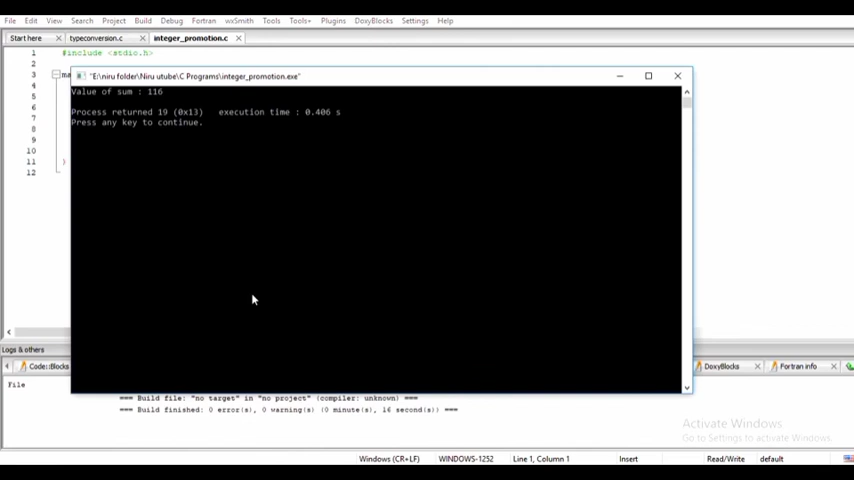 File Edit View Search Project Build Debug Fortran wxSmith Tools Tools+ Plugins DoxyBlocks Settings Help
Start here typeconversion.c integer_promotion.c
1 #include <stdio.h>
2
3 ma
4
5
6
7
8
9
10
11 }
12
"E:\niru folder\Niru utube\C Programs\integer_promotion.exe"
Value of sum : 116
Process returned 19 (0x13) execution time : 0.406 s
Press any key to continue.
Logs & others
Code::Blocks DoxyBlocks Fortran info
File
=== Build file: "no target" in "no project" (compiler: unknown) ===
=== Build finished: 0 error(s), 0 warning(s) (0 minute(s), 16 second(s)) ===
Activate Windows
Go to Settings to activate Windows.
Windows (CR+LF) WINDOWS-1252 Line 1, Column 1 Insert Read/Write default